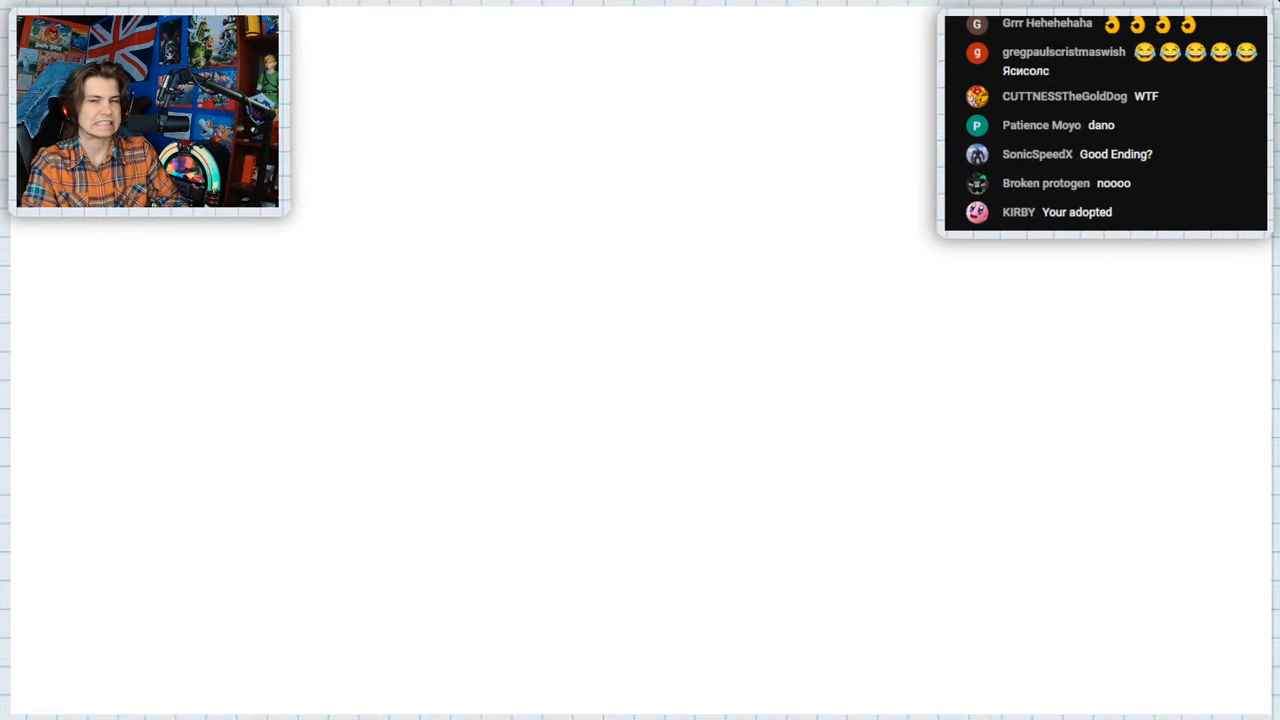 Grrr Hehehehaha 👌 👌 👌 👌
gregpaulscristmaswish 😂😂😂😂😂
Ясисолс
CUTTNESSTheGoldDog WTF
P Patience Moyo dano
SonicSpeedX Good Ending?
Broken protogen noooo
KIRBY Your adopted